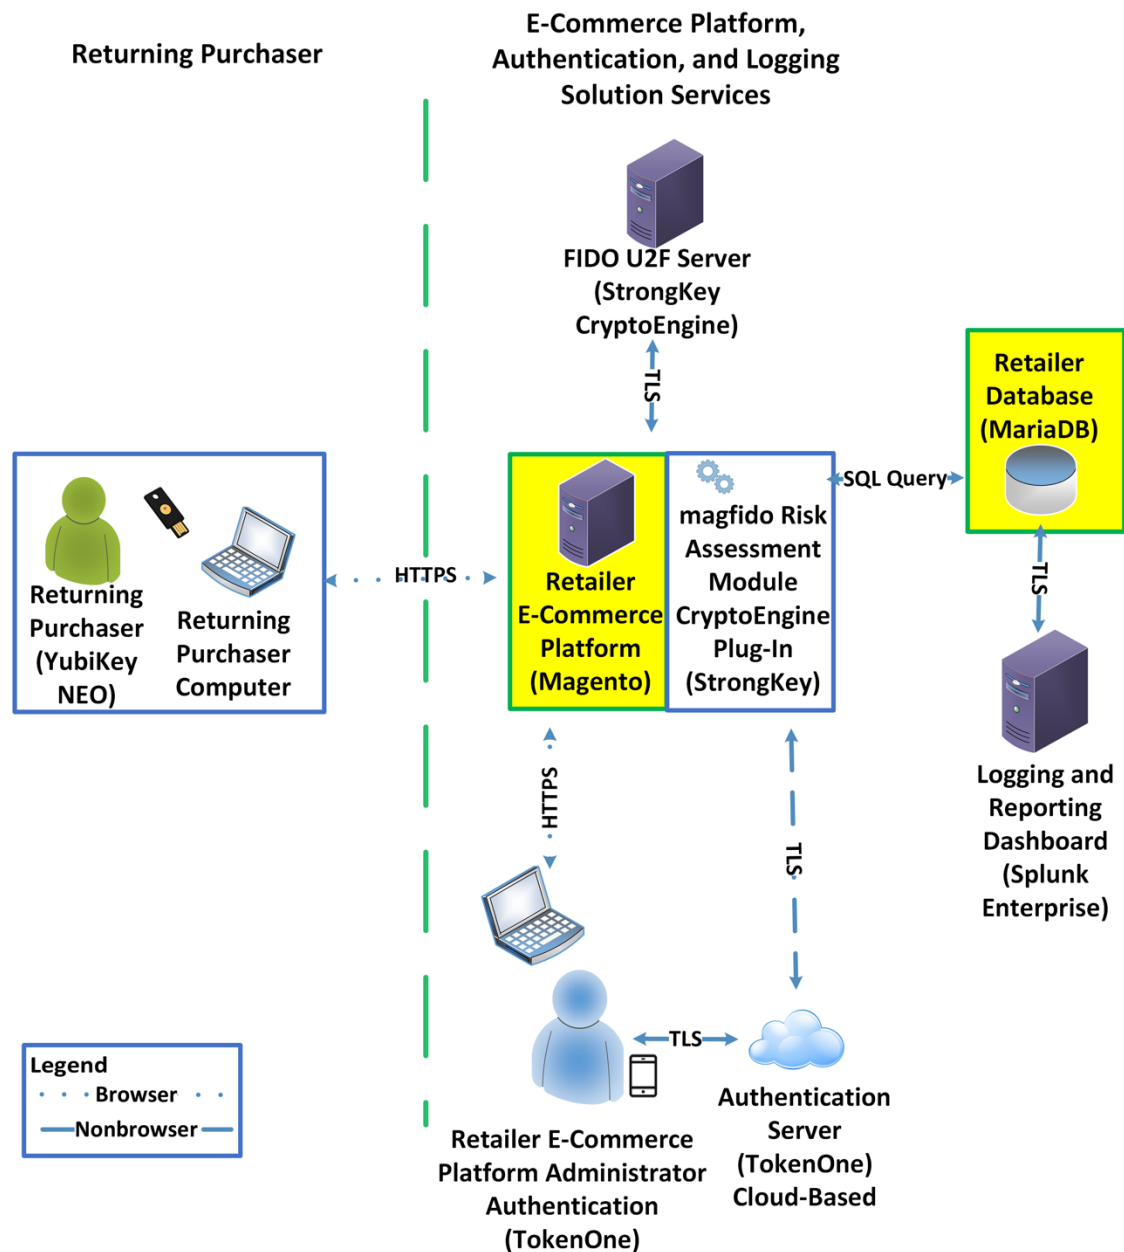 Returning Purchaser
E-Commerce Platform,
Authentication, and Logging
Solution Services
FIDO U2F Server
(StrongKey
CryptoEngine)
TLS
Retailer
Database
(MariaDB)
SQL Query
TLS
Logging and
Reporting
Dashboard
(Splunk
Enterprise)
Returning
Purchaser
(YubiKey
NEO)
Returning
Purchaser
Computer
HTTPS
Retailer
E-Commerce
Platform
(Magento)
magfido Risk
Assessment
Module
CryptoEngine
Plug-In
(StrongKey)
HTTPS
TLS
TLS
Retailer E-Commerce
Platform Administrator
Authentication
(TokenOne)
Authentication
Server
(TokenOne)
Cloud-Based
Legend
Browser
Nonbrowser